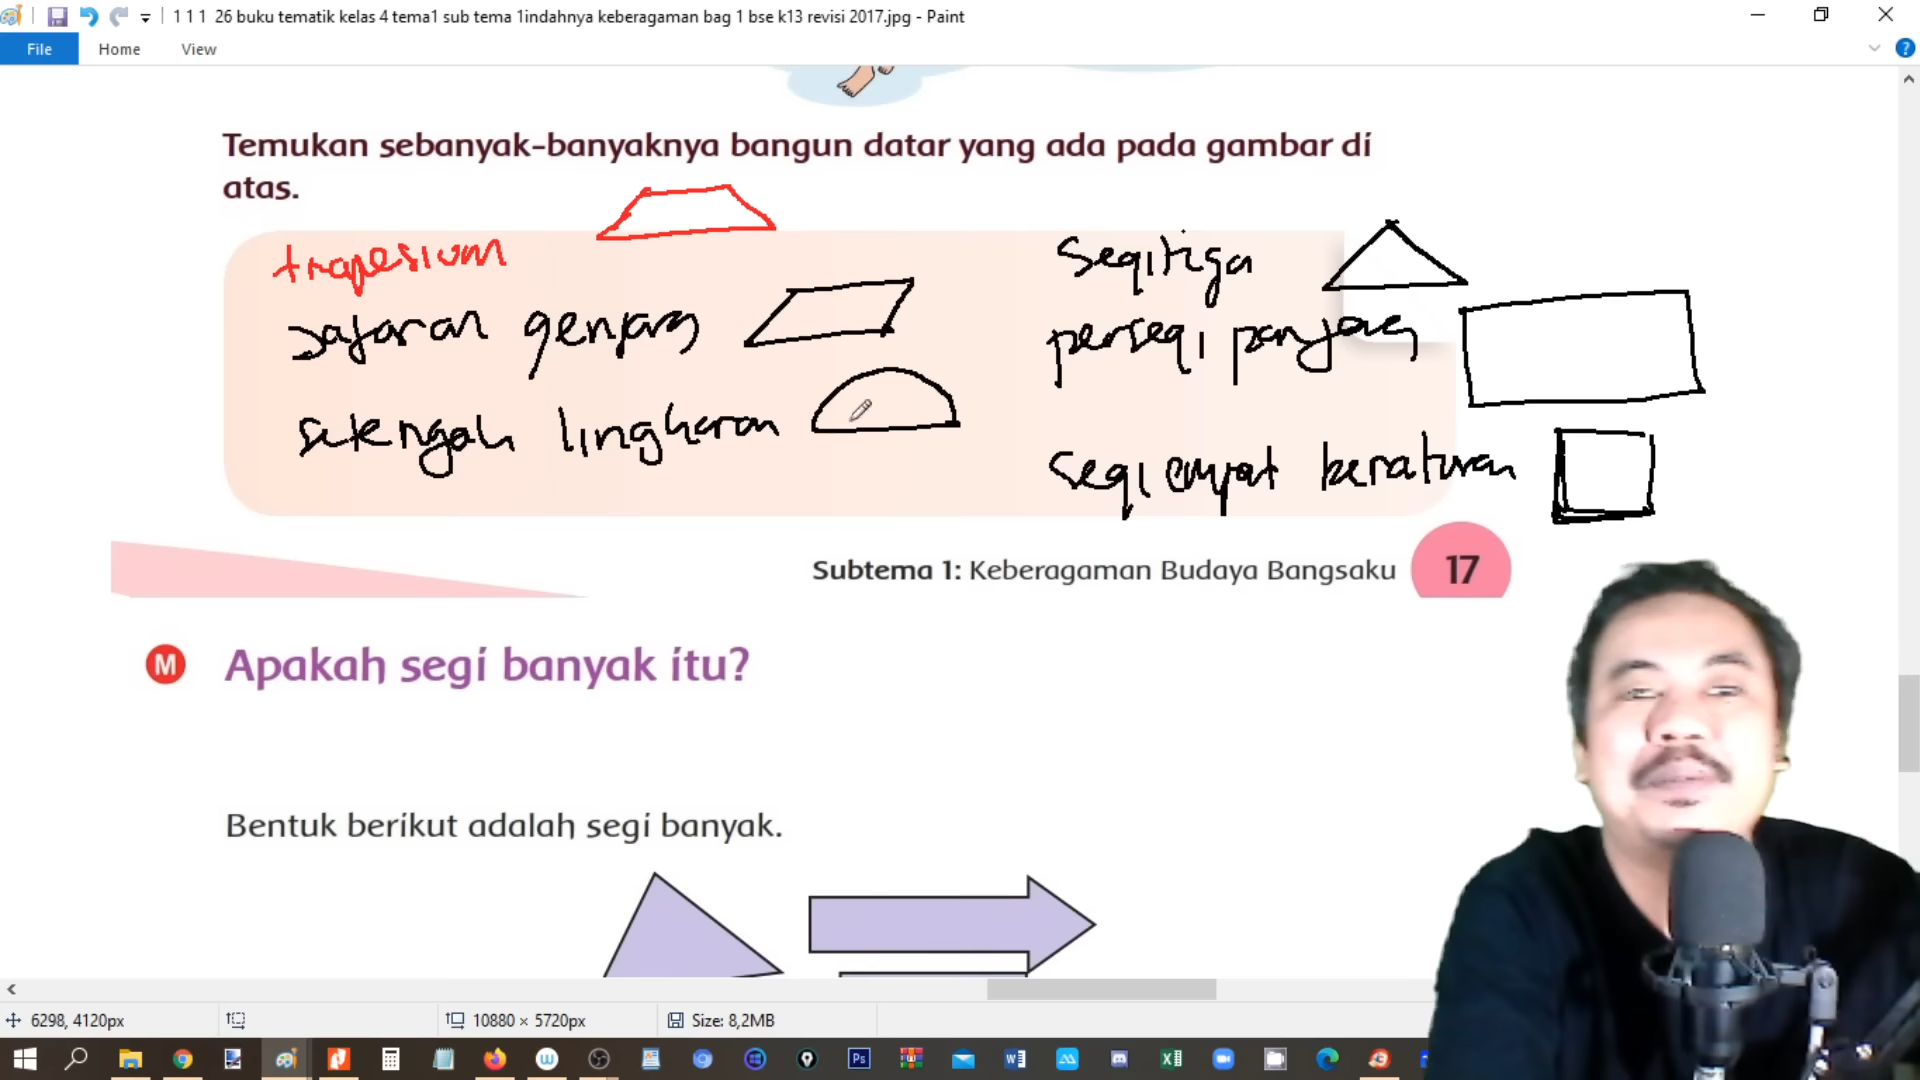 1 1 1 26 buku tematik kelas 4 tema1 sub tema 1indahnya keberagaman bag 1 bse k13 revisi 2017.jpg - Paint
File Home View
Temukan sebanyak-banyaknya bangun datar yang ada pada gambar di
atas.
trapesium
Jajaran genjang
setengah lingkaran
Segitiga
persegi panjang
segi empat beraturan
Subtema 1: Keberagaman Budaya Bangsaku 17
M Apakah segi banyak itu?
Bentuk berikut adalah segi banyak.
6298, 4120px 10880 × 5720px Size: 8,2MB